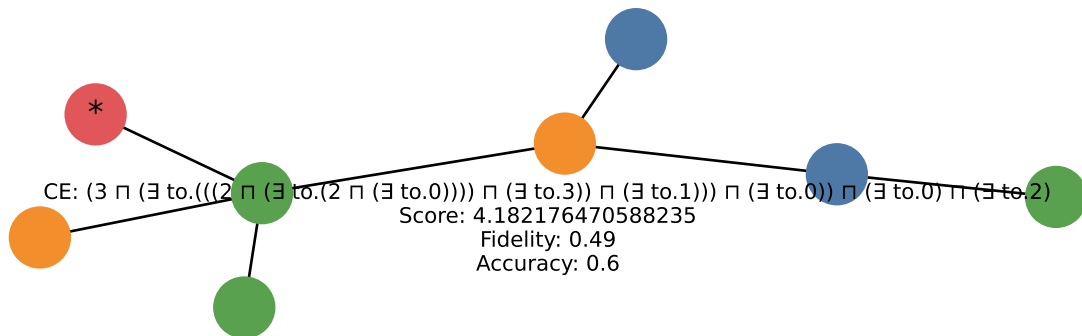 *
CE: (3 ⊓ (∃ to.(((2 ⊓ (∃ to.(2 ⊓ (∃ to.0)))) ⊓ (∃ to.3)) ⊓ (∃ to.1))) ⊓ (∃ to.0)) ⊓ (∃ to.0) ⊓ (∃ to.2)
Score: 4.182176470588235
Fidelity: 0.49
Accuracy: 0.6